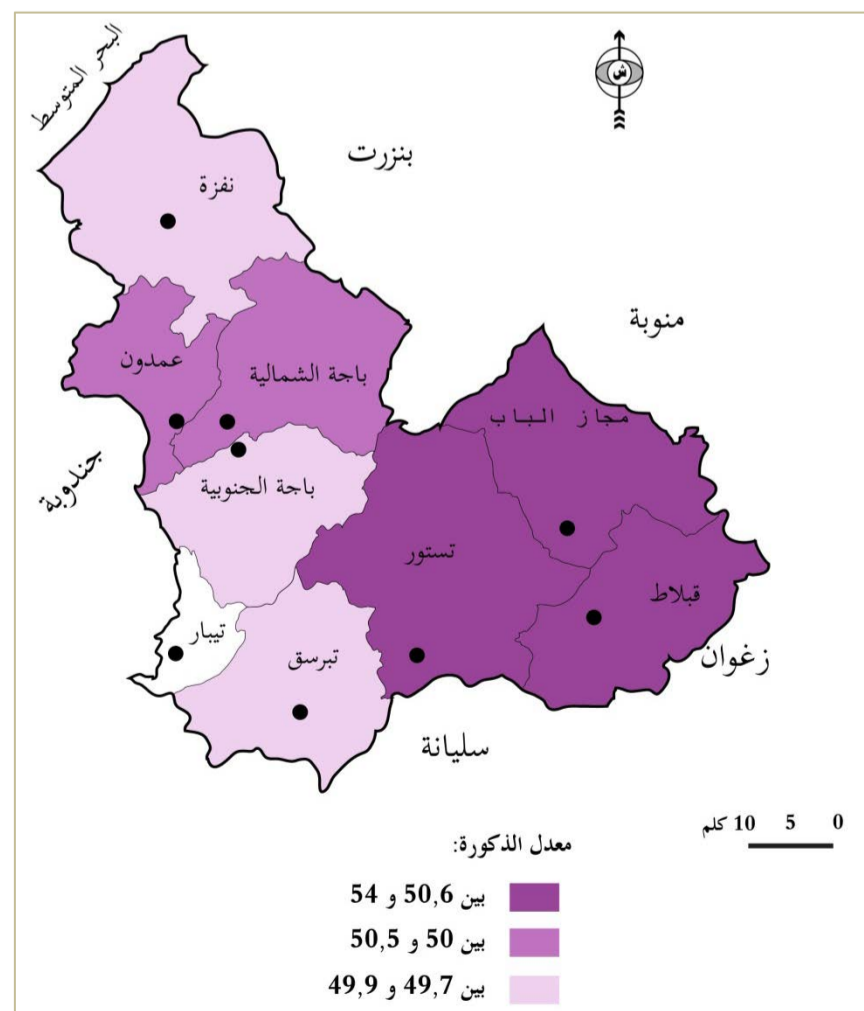 البحر المتوسط
ش
بنزرت
نفزة
منوبة
عمدون
باجة الشمالية
مجاز الباب
جندوبة
باجة الجنوبية
تستور
قبلاط
تيبار
تبرسق
زغوان
سليانة
0 5 10 كلم
معدل الذكورة:
بين 50,6 و 54
بين 50 و 50,5
بين 49,7 و 49,9